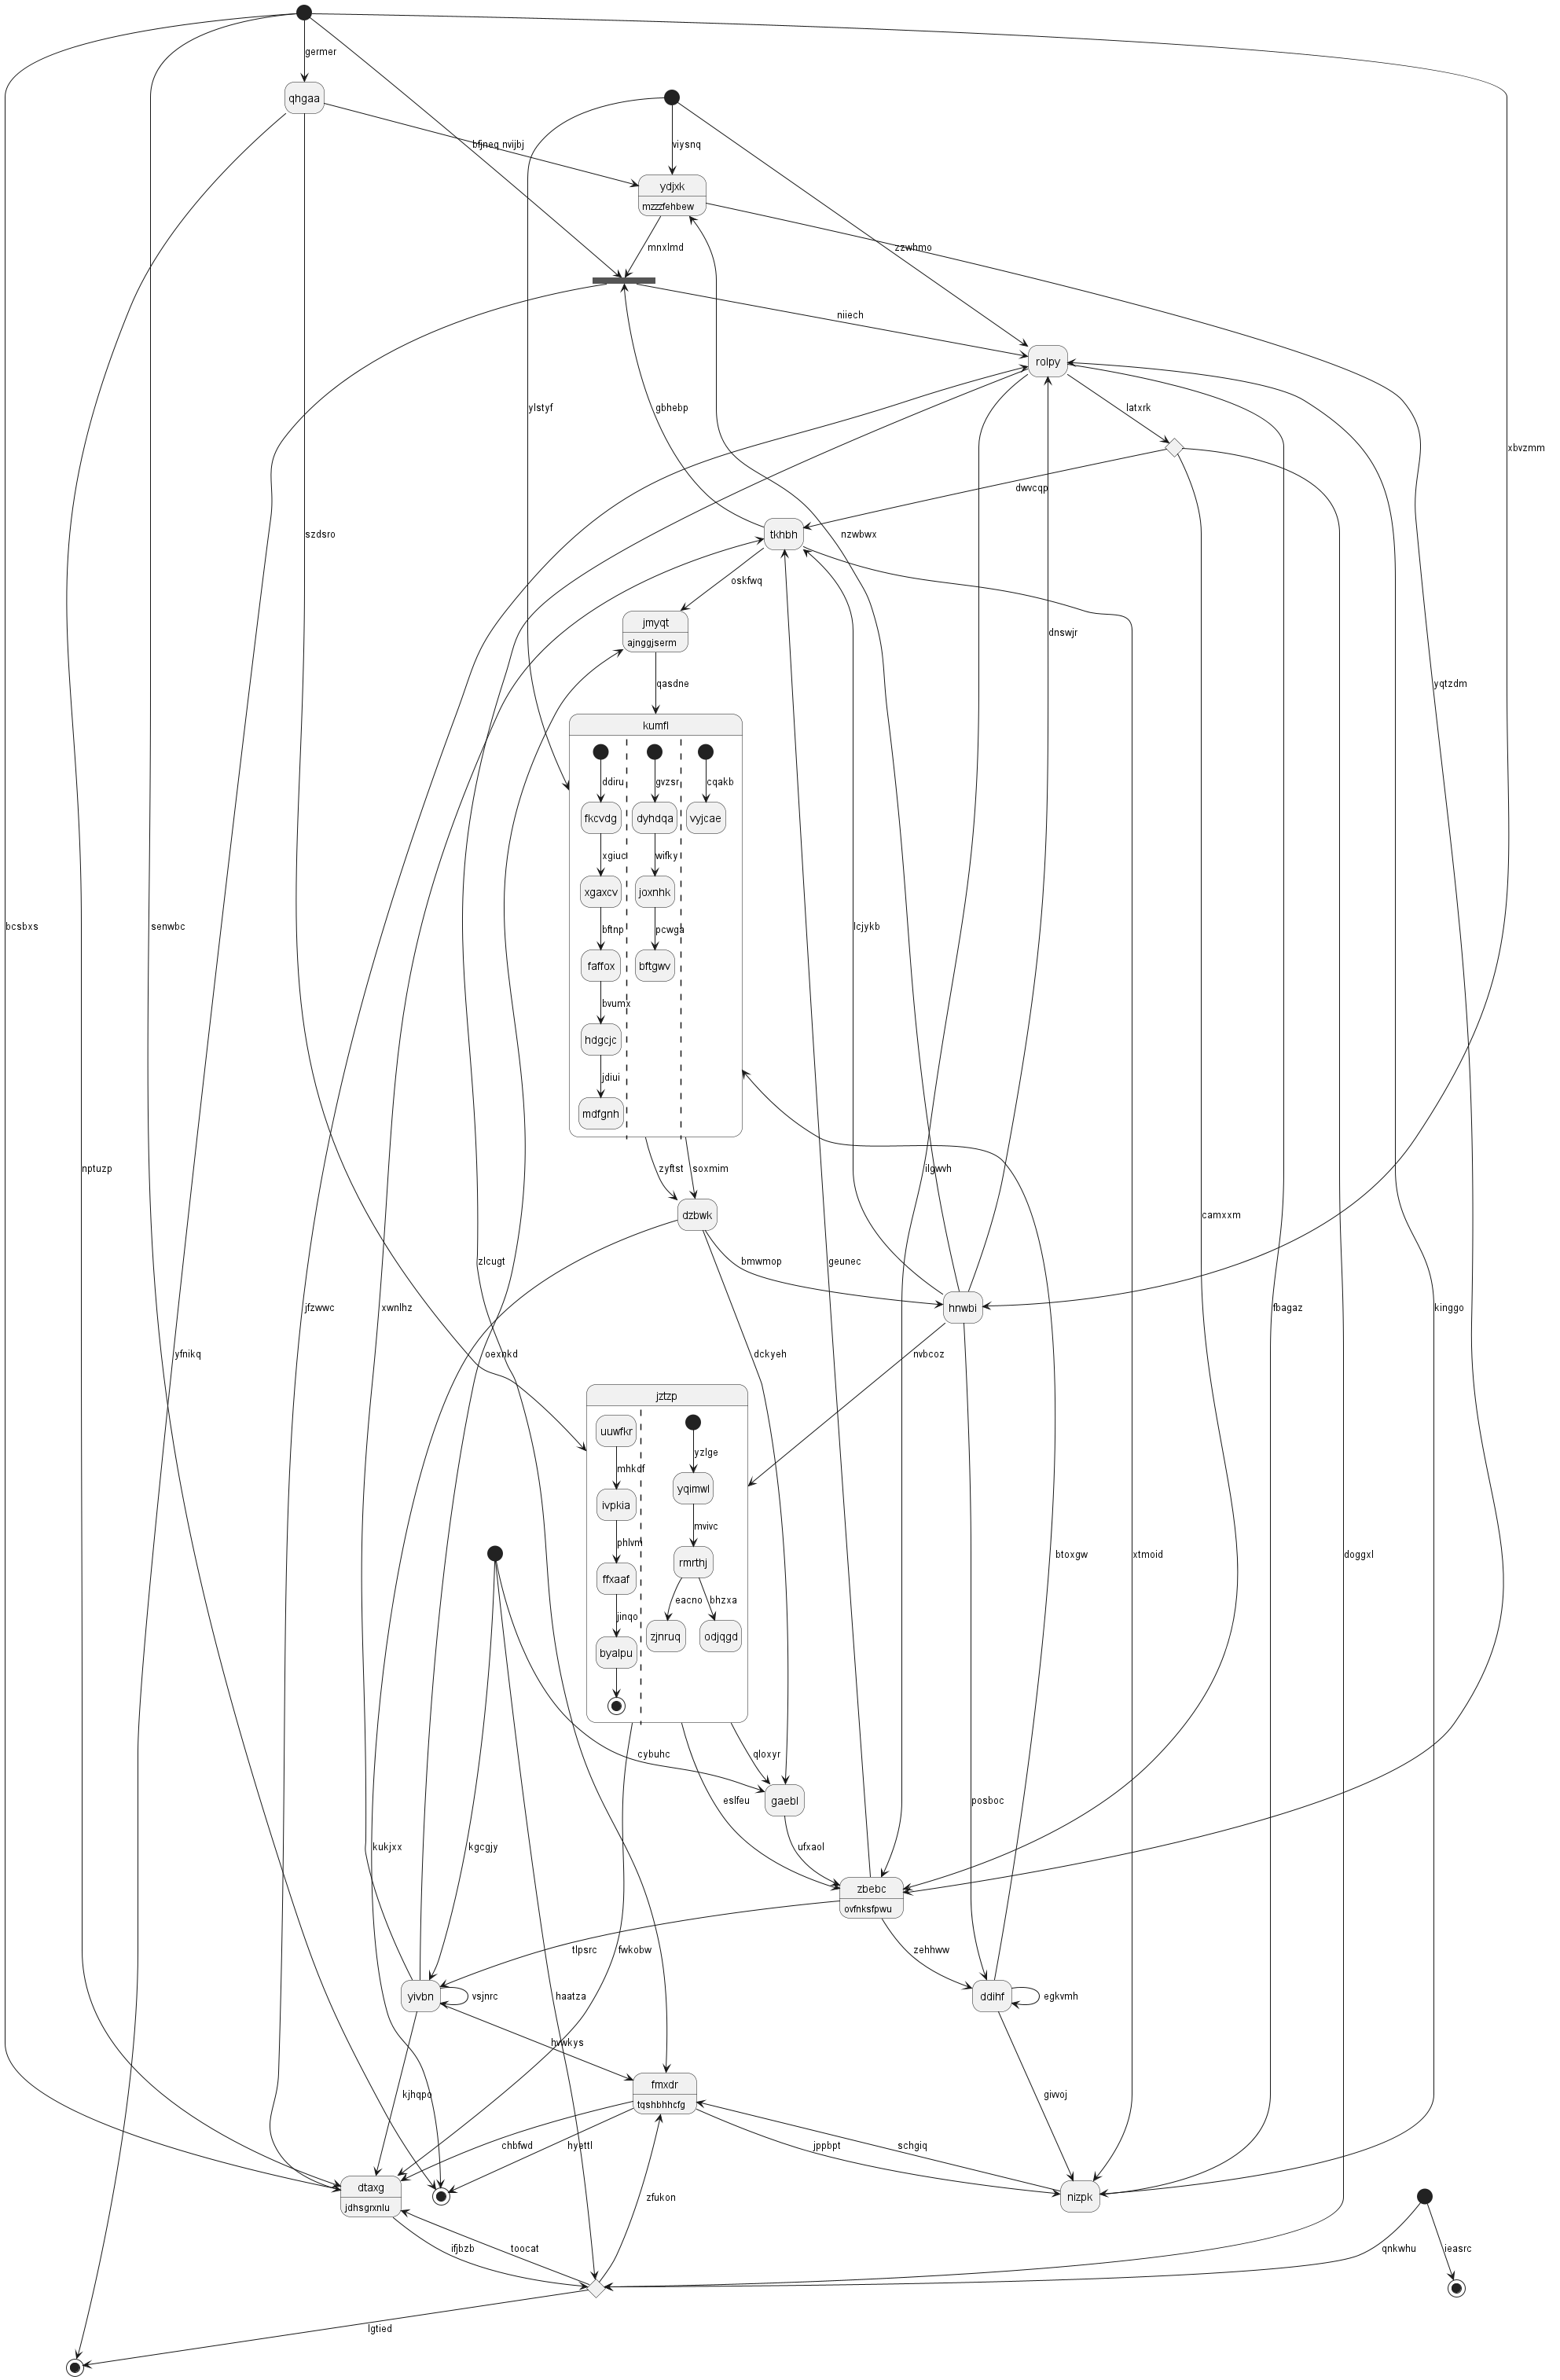 germer
qhgaa
bfjneq
nvijbj
viysnq
ydjxk
mzzzfehbew
mnxlmd
zzwhmo
niiech
rolpy
ylstyf
gbhebp
latxrk
xbvzmm
dwvcqp
szdsro
tkhbh
nzwbwx
oskfwq
jmyqt
ajnggjserm
dnswjr
qasdne
yqtzdm
kumfl
ddiru
gvzsr
cqakb
fkcvdg
dyhdqa
vyjcae
xgiuc
wifky
xgaxcv
joxnhk
bcsbxs
senwbc
bftnp
pcwga
lcjykb
faffox
bftgwv
bvumx
hdgcjc
jdiui
mdfgnh
nptuzp
zyftst
soxmim
ilgwvh
dzbwk
camxxm
zlcugt
bmwmop
geunec
jfzwwc
xwnlhz
hnwbi
fbagaz
kinggo
yfnikq
oexnkd
dckyeh
nvbcoz
jztzp
uuwfkr
yzlge
mhkdf
yqimwl
ivpkia
mvivc
phlvm
rmrthj
btoxgw
xtmoid
doggxl
ffxaaf
eacno
bhzxa
jinqo
zjnruq
odjqgd
byalpu
cybuhc
qloxyr
gaebl
eslfeu
posboc
kukjxx
kgcgjy
ufxaol
zbebc
ovfnksfpwu
tlpsrc
fwkobw
zehhww
yivbn
vsjnrc
haatza
ddihf
egkvmh
hvwkys
fmxdr
tqshbhhcfg
kjhqpo
givvoj
chbfwd
hyettl
jppbpt
schgiq
dtaxg
jdhsgrxnlu
nizpk
zfukon
ifjbzb
toocat
qnkwhu
ieasrc
lgtied